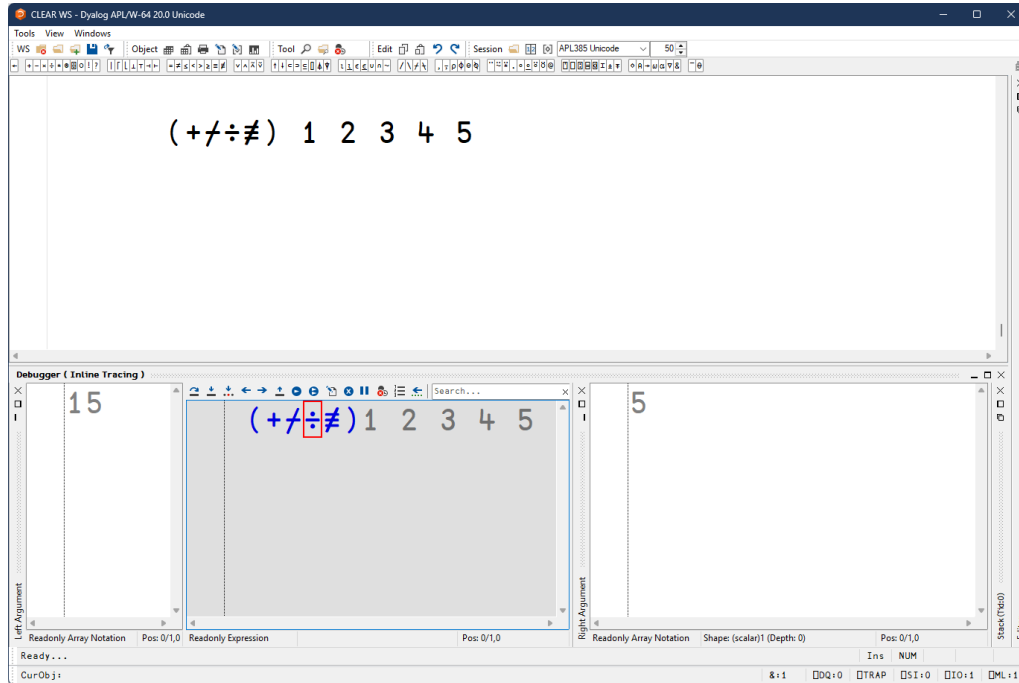 CLEAR WS - Dyalog APL/W-64 20.0 Unicode
Tools View Windows
WS Object Tool Edit Session APL385 Unicode 50
(+⌿÷≢) 1 2 3 4 5
Debugger ( Inline Tracing )
Search...
15
(+⌿÷≢)1 2 3 4 5
5
Left Argument
Right Argument
Stack (Tid:0)
Readonly Array Notation Pos: 0/1,0
Readonly Expression Pos: 0/1,0
Readonly Array Notation Shape: (scalar)1 (Depth: 0) Pos: 0/1,0
Ready... Ins NUM
CurObj: &:1 ⎕DQ:0 ⎕TRAP ⎕SI:0 ⎕IO:1 ⎕ML:1